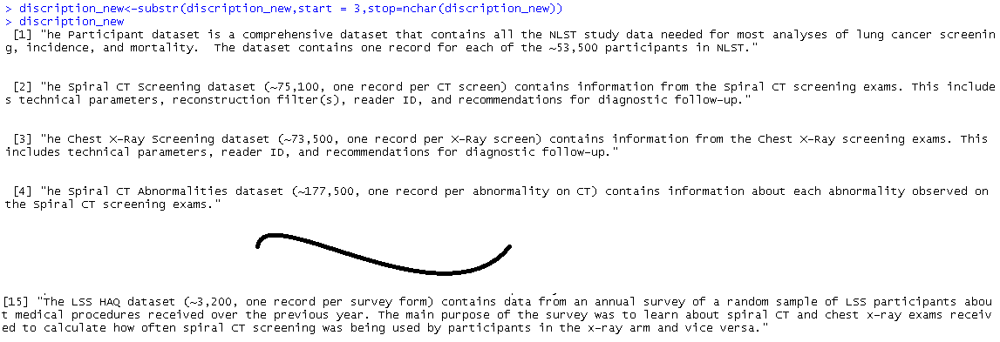 > discription_new<-substr(discription_new,start = 3,stop=nchar(discription_new))
> discription_new
[1] "he Participant dataset is a comprehensive dataset that contains all the NLST study data needed for most analyses of lung cancer screenin
g, incidence, and mortality.  The dataset contains one record for each of the ~53,500 participants in NLST."
[2] "he Spiral CT Screening dataset (~75,100, one record per CT screen) contains information from the Spiral CT screening exams. This include
s technical parameters, reconstruction filter(s), reader ID, and recommendations for diagnostic follow-up."
[3] "he Chest X-Ray Screening dataset (~73,500, one record per X-Ray screen) contains information from the Chest X-Ray screening exams. This
includes technical parameters, reader ID, and recommendations for diagnostic follow-up."
[4] "he Spiral CT Abnormalities dataset (~177,500, one record per abnormality on CT) contains information about each abnormality observed on
the Spiral CT screening exams."
[15] "The LSS HAQ dataset (~3,200, one record per survey form) contains data from an annual survey of a random sample of LSS participants abou
t medical procedures received over the previous year. The main purpose of the survey was to learn about spiral CT and chest x-ray exams receiv
ed to calculate how often spiral CT screening was being used by participants in the x-ray arm and vice versa."